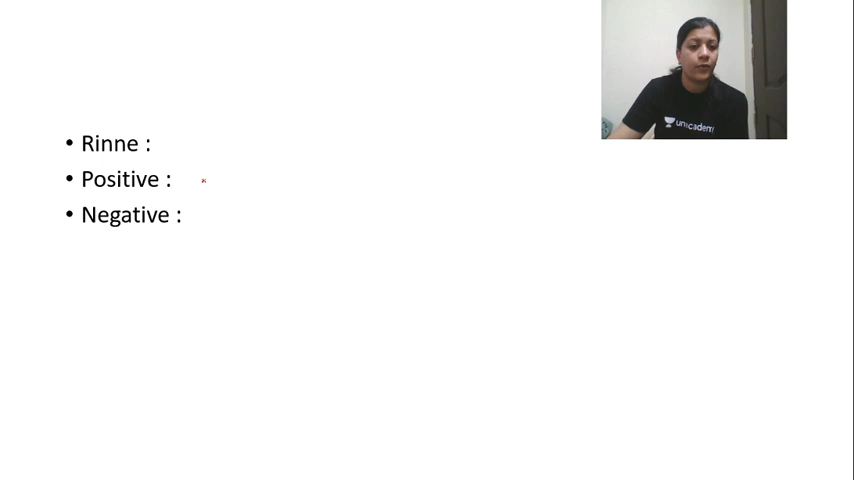 • Rinne :
• Positive :
• Negative :
unacademy